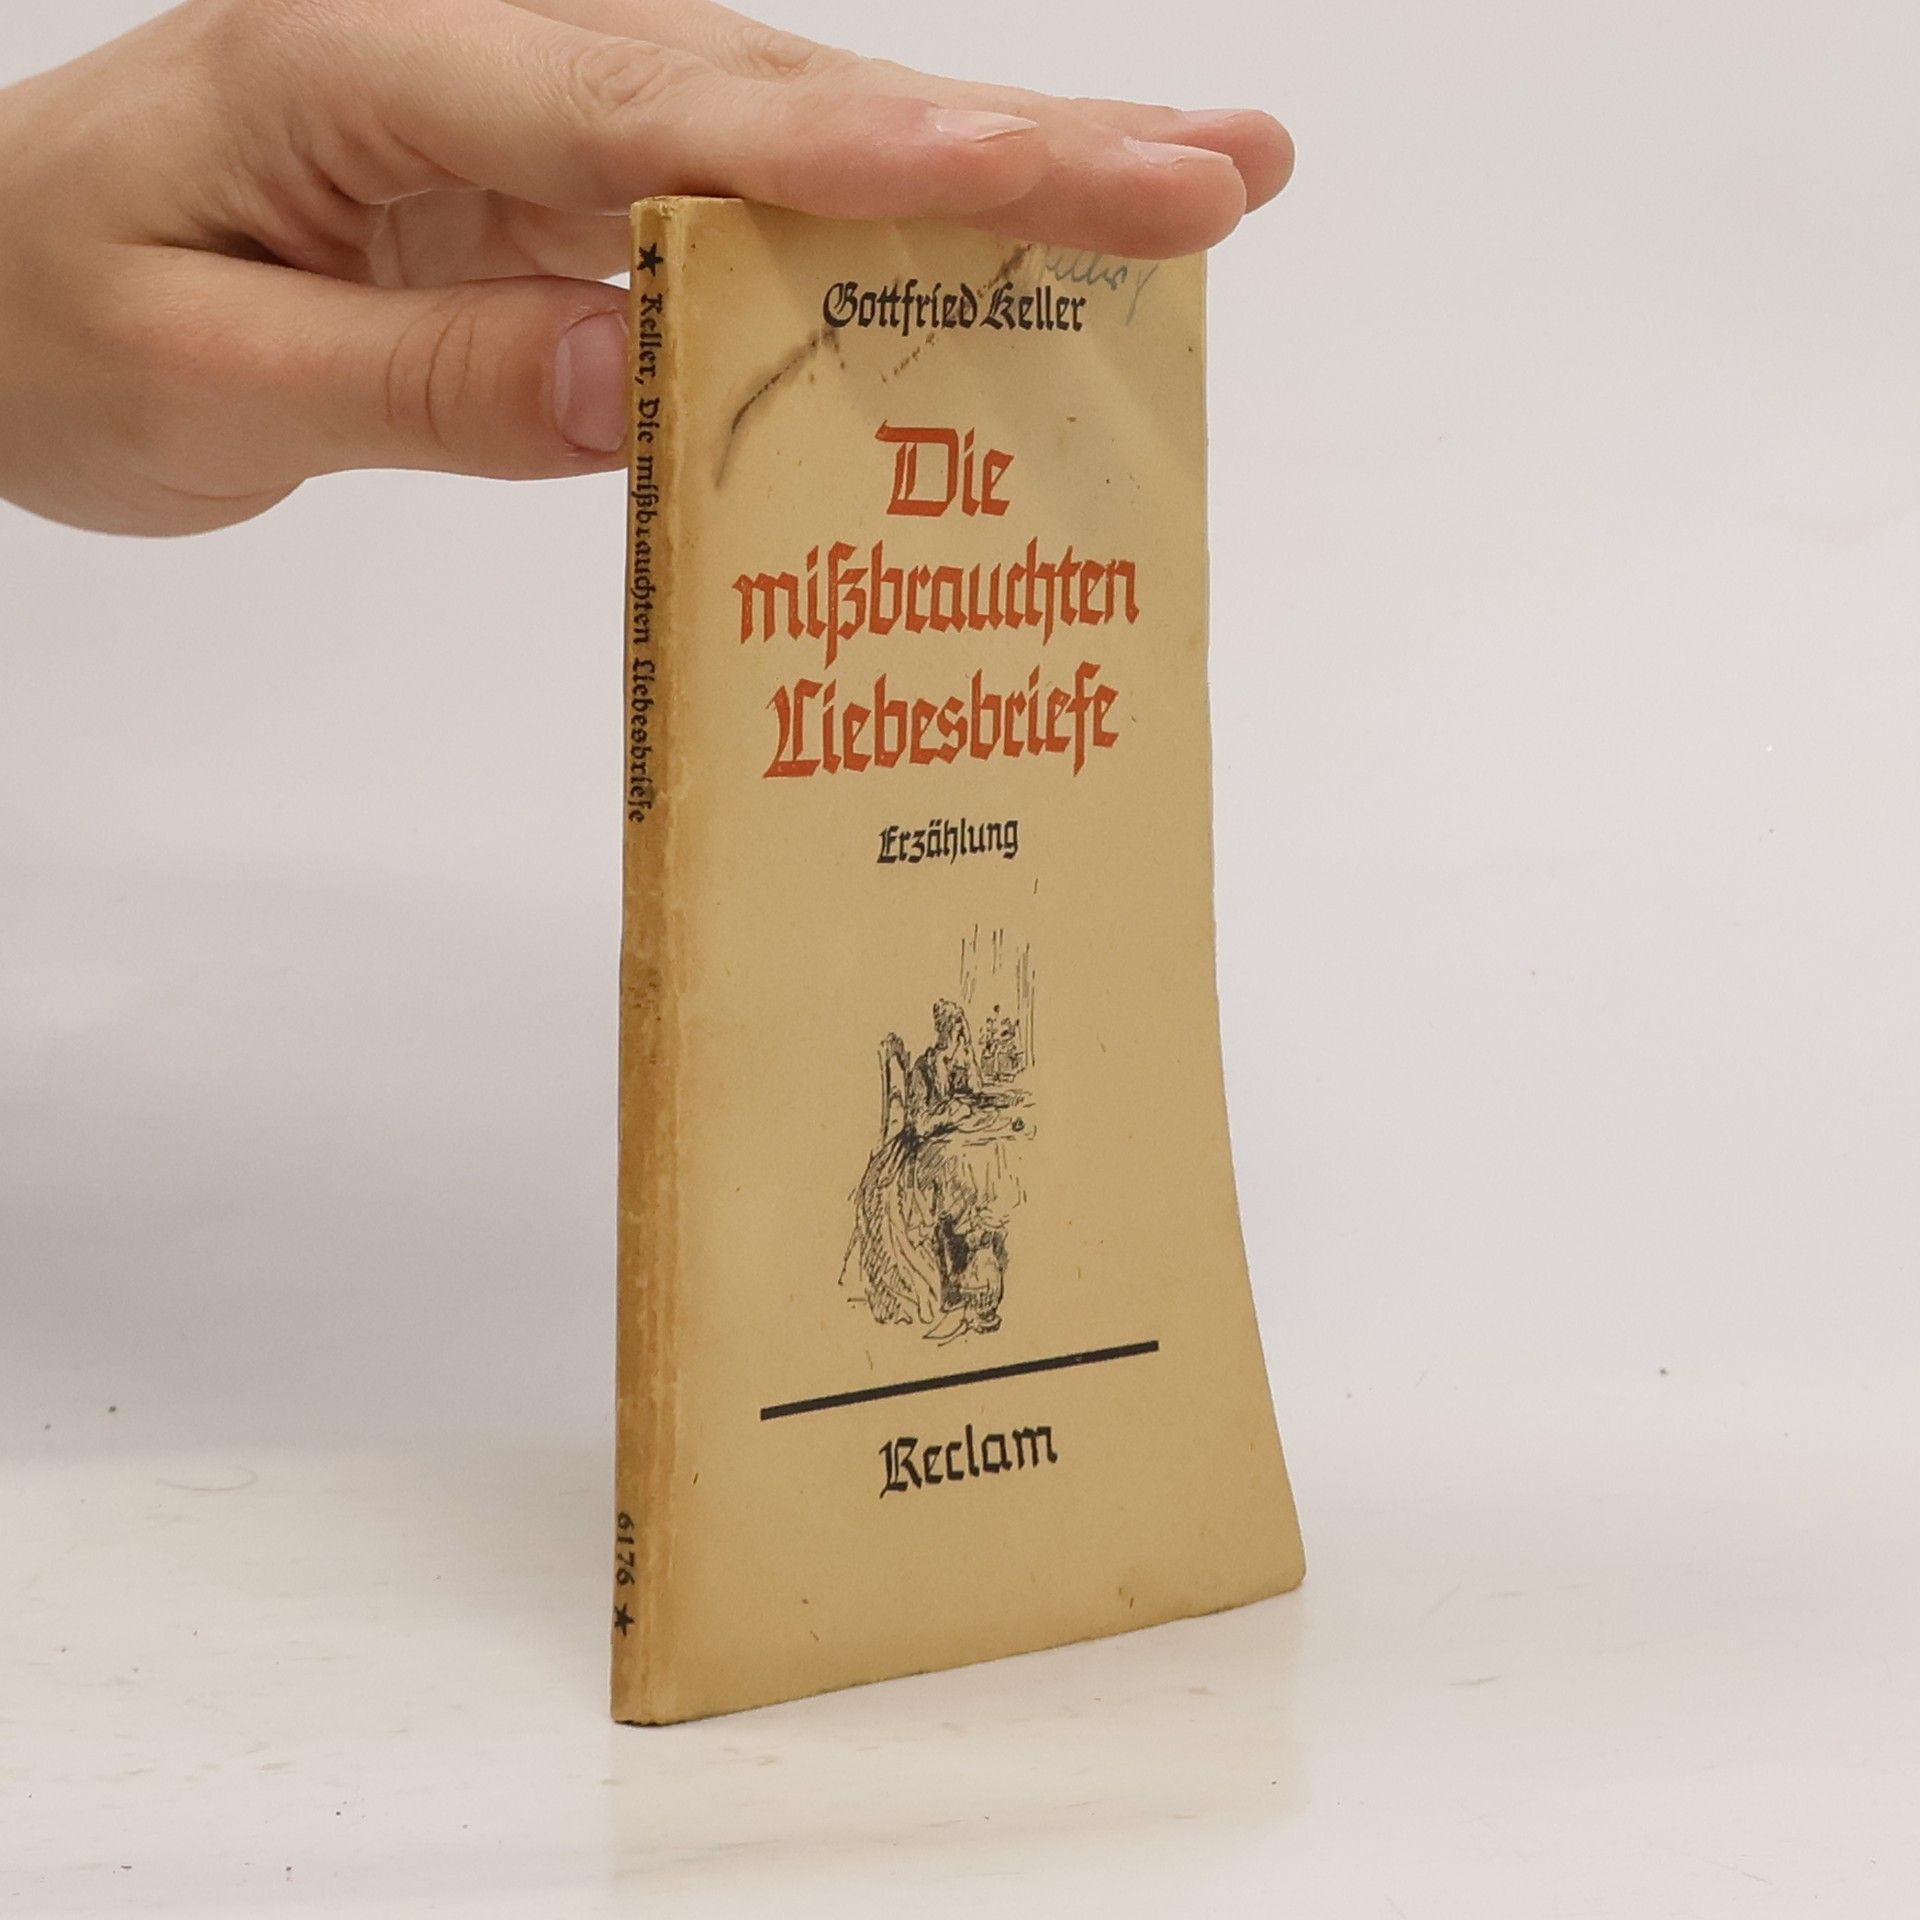 ★ Keller, Die mißbrauchten Liebesbriefe
6176 ★
Gottfried Keller
Die
mißbrauchten
Liebesbriefe
Erzählung
Reclam